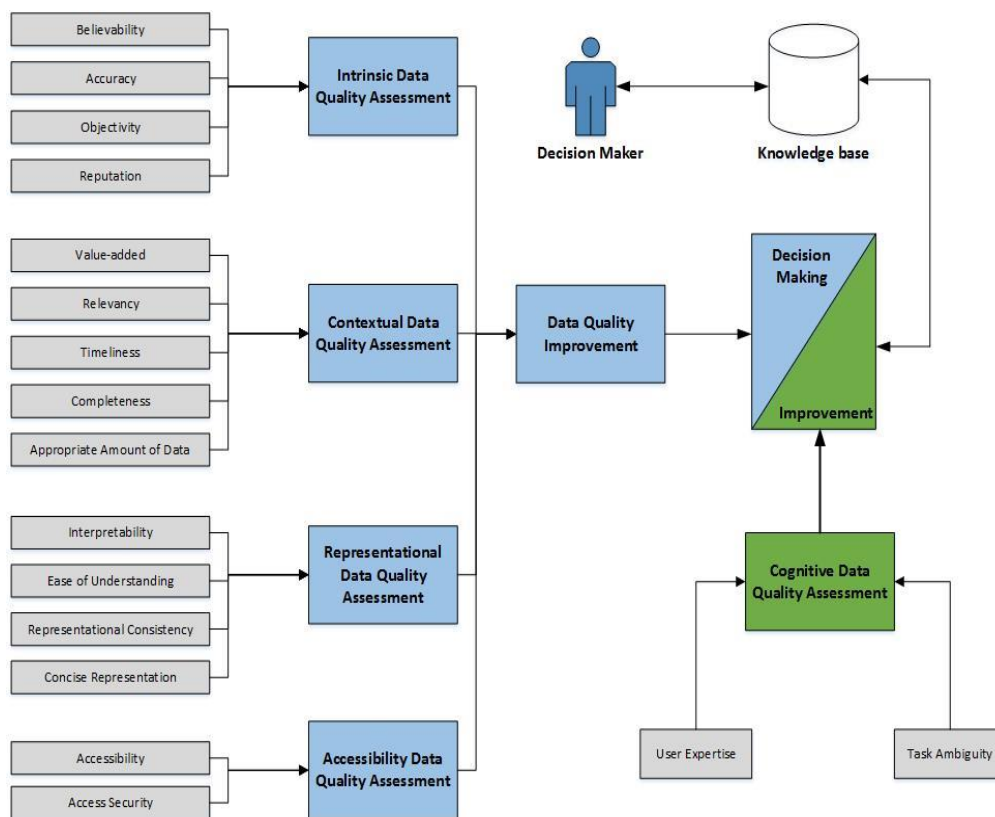 Believability
Accuracy
Objectivity
Reputation
Intrinsic Data
Quality Assessment
Decision Maker
Knowledge base
Value-added
Relevancy
Timeliness
Completeness
Appropriate Amount of Data
Contextual Data
Quality Assessment
Data Quality
Improvement
Decision
Making
Improvement
Interpretability
Ease of Understanding
Representational Consistency
Concise Representation
Representational
Data Quality
Assessment
Cognitive Data
Quality Assessment
User Expertise
Task Ambiguity
Accessibility
Access Security
Accessibility Data
Quality Assessment